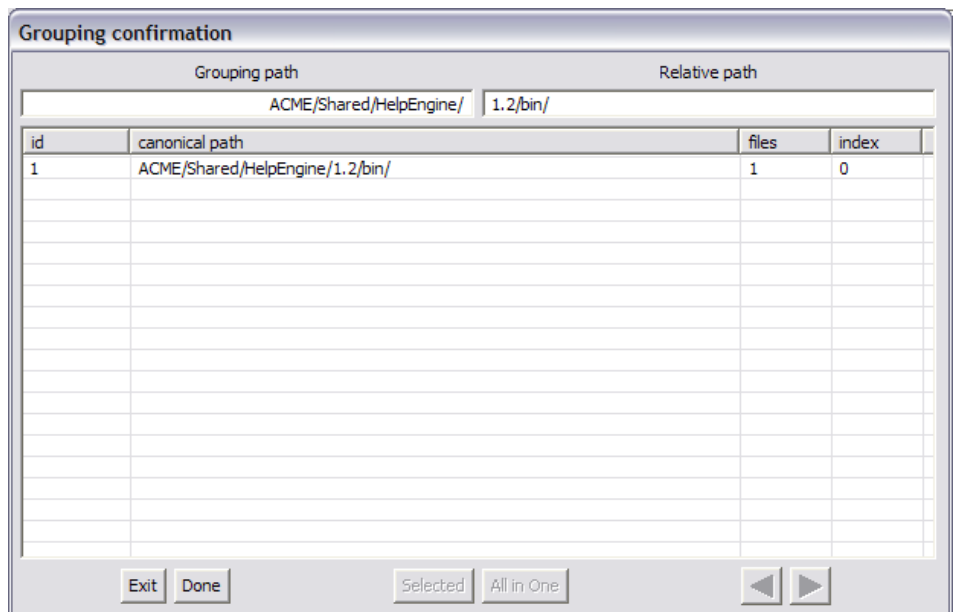 Grouping confirmation
Grouping path Relative path
ACME/Shared/HelpEngine/ 1.2/bin/
id canonical path files index
1 ACME/Shared/HelpEngine/1.2/bin/ 1 0
Exit Done Selected All in One